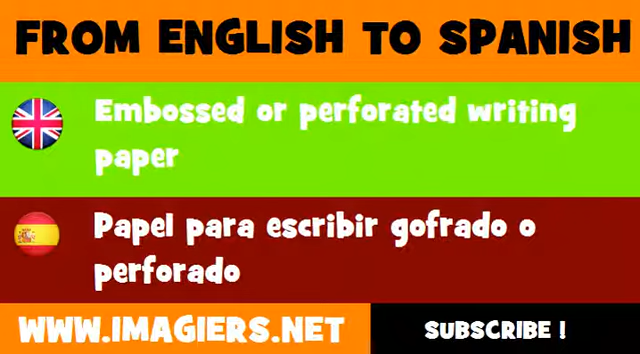 FROM ENGLISH TO SPANISH
Embossed or perforated writing
paper
Papel para escribir gofrado o
perforado
WWW.IMAGIERS.NET
SUBSCRIBE !